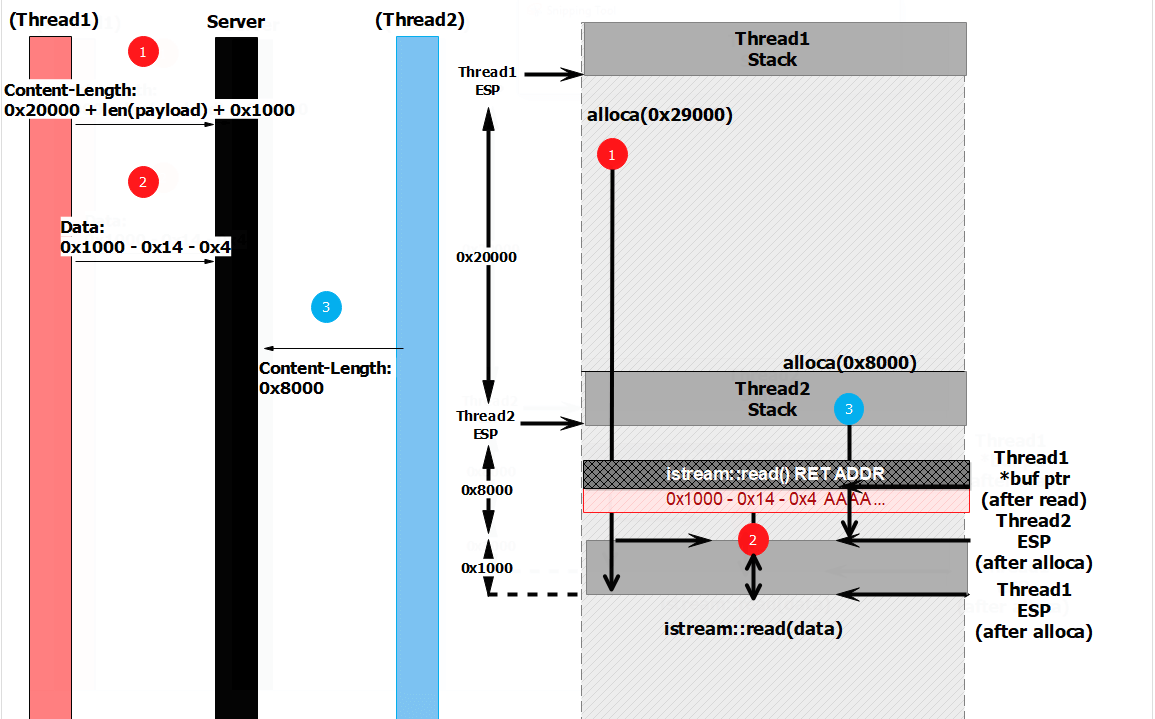 (Thread1)
Server
(Thread2)
1
Content-Length:
0x20000 + len(payload) + 0x1000
2
Data:
0x1000 - 0x14 - 0x4
3
Content-Length:
0x8000
Thread1
ESP
0x20000
Thread2
ESP
0x8000
0x1000
Thread1
Stack
alloca(0x29000)
1
alloca(0x8000)
Thread2
Stack
3
istream::read() RET ADDR
0x1000 - 0x14 - 0x4 AAAA...
2
istream::read(data)
Thread1
*buf ptr
(after read)
Thread2
ESP
(after alloca)
Thread1
ESP
(after alloca)